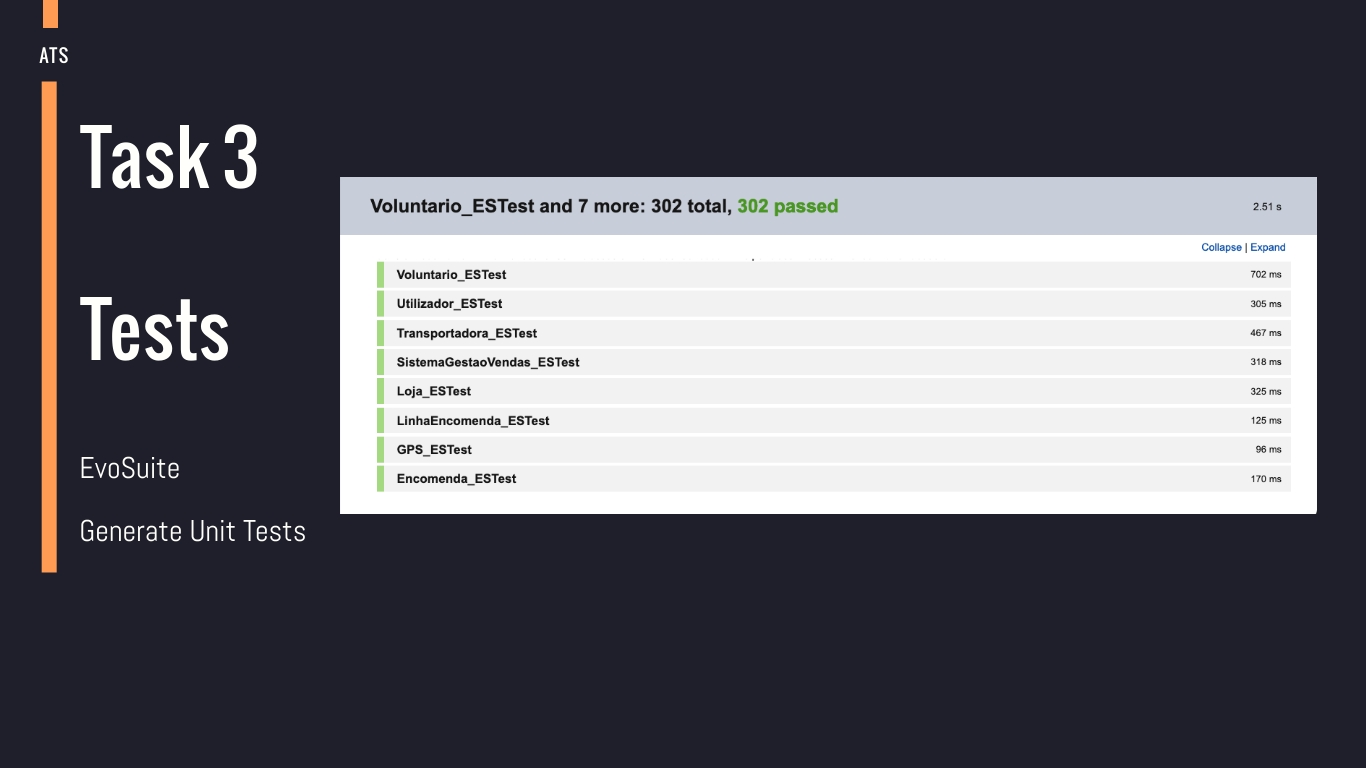 ATS
Task 3
Tests
EvoSuite
Generate Unit Tests
Voluntario_ESTest and 7 more: 302 total, 302 passed 2.51 s
Collapse | Expand
Voluntario_ESTest 702 ms
Utilizador_ESTest 305 ms
Transportadora_ESTest 467 ms
SistemaGestaoVendas_ESTest 318 ms
Loja_ESTest 325 ms
LinhaEncomenda_ESTest 125 ms
GPS_ESTest 96 ms
Encomenda_ESTest 170 ms